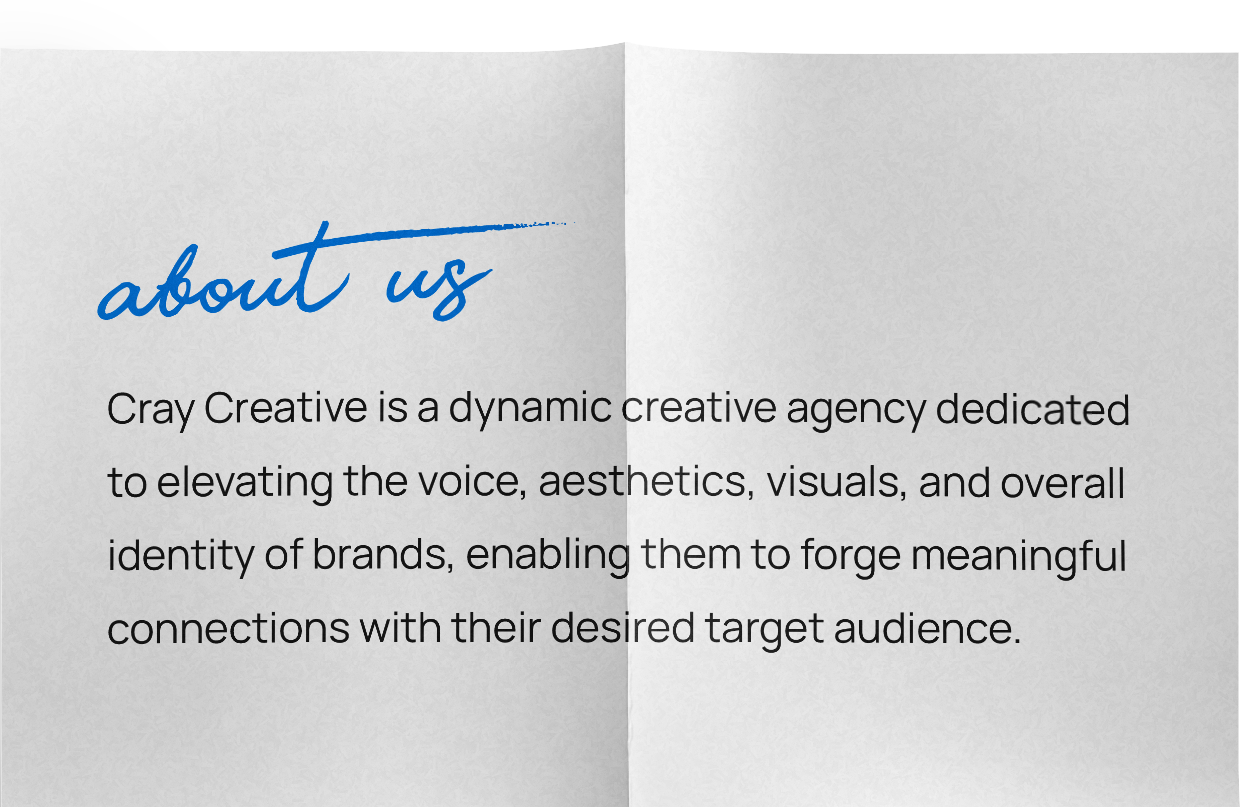 about us
Cray Creative is a dynamic creative agency dedicated
to elevating the voice, aesthetics, visuals, and overall
identity of brands, enabling them to forge meaningful
connections with their desired target audience.